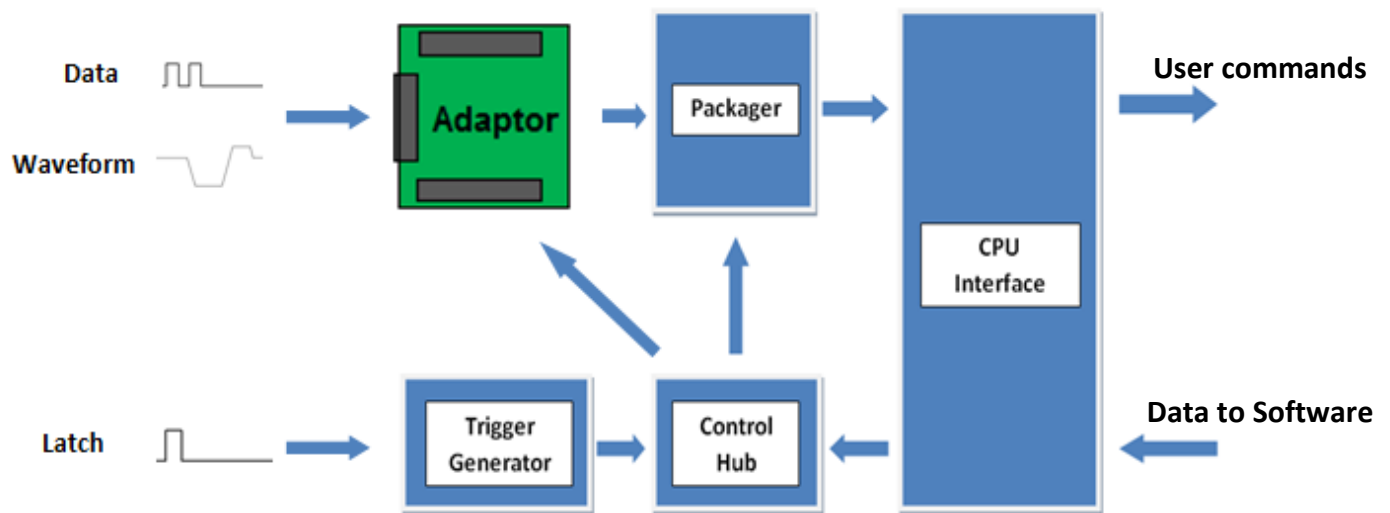 Data
Waveform
Adaptor
Packager
User commands
CPU
Interface
Latch
Trigger
Generator
Control
Hub
Data to Software